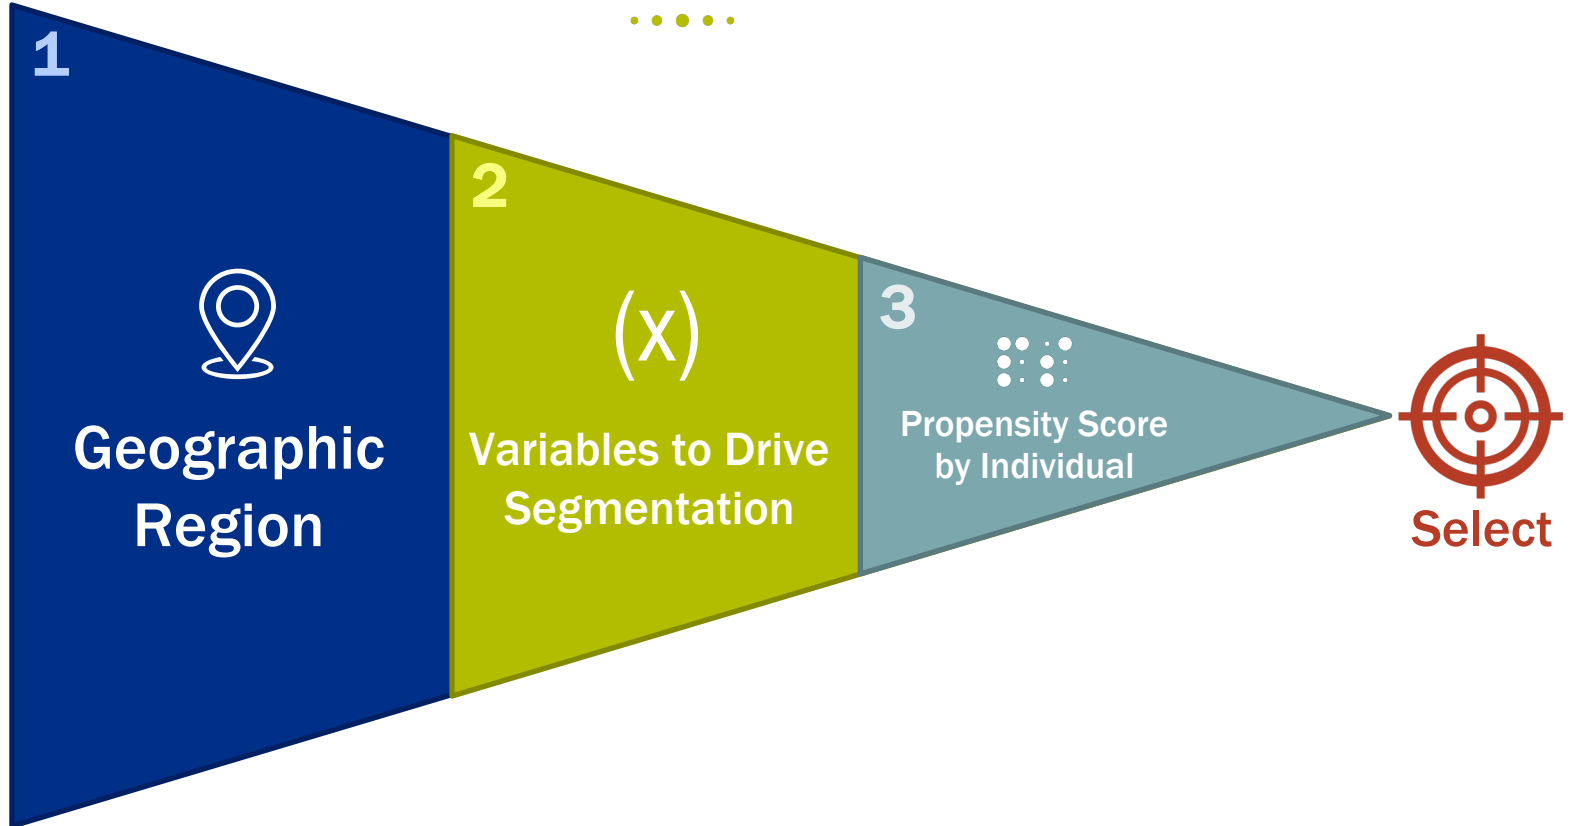 1
Geographic
Region
2
(x)
Variables to Drive
Segmentation
3
Propensity Score
by Individual
Select